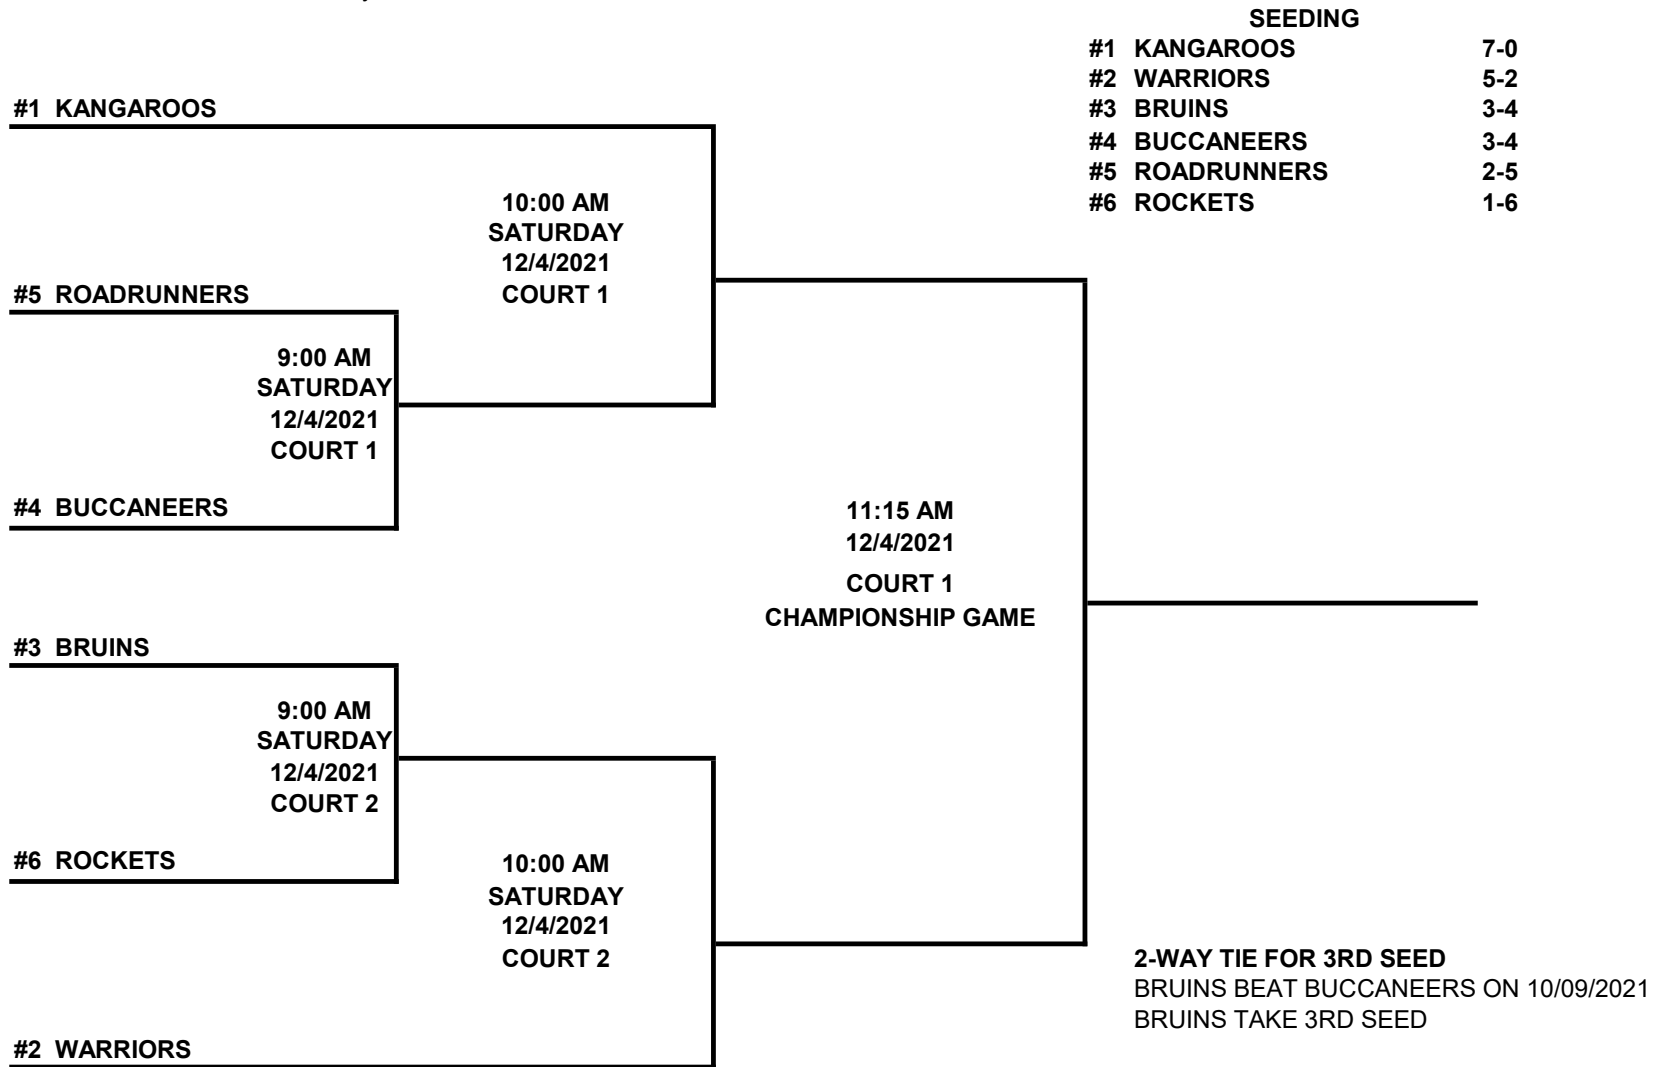 SEEDING
#1 KANGAROOS 7-0
#2 WARRIORS 5-2
#3 BRUINS 3-4
#4 BUCCANEERS 3-4
#5 ROADRUNNERS 2-5
#6 ROCKETS 1-6
#1 KANGAROOS
10:00 AM
SATURDAY
12/4/2021
COURT 1
#5 ROADRUNNERS
9:00 AM
SATURDAY
12/4/2021
COURT 1
#4 BUCCANEERS
11:15 AM
12/4/2021
COURT 1
CHAMPIONSHIP GAME
#3 BRUINS
9:00 AM
SATURDAY
12/4/2021
COURT 2
#6 ROCKETS
10:00 AM
SATURDAY
12/4/2021
COURT 2
#2 WARRIORS
2-WAY TIE FOR 3RD SEED
BRUINS BEAT BUCCANEERS ON 10/09/2021
BRUINS TAKE 3RD SEED